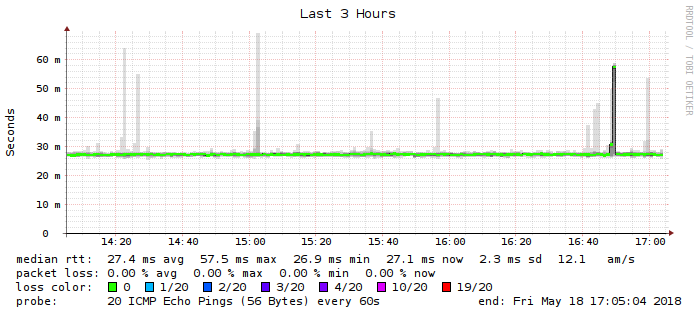 Last 3 Hours
RRDTOOL / TOBI OETIKER
Seconds
60 m
50 m
40 m
30 m
20 m
10 m
0
14:20 14:40 15:00 15:20 15:40 16:00 16:20 16:40 17:00
median rtt: 27.4 ms avg 57.5 ms max 26.9 ms min 27.1 ms now 2.3 ms sd 12.1 am/s
packet loss: 0.00 % avg 0.00 % max 0.00 % min 0.00 % now
loss color: 0 1/20 2/20 3/20 4/20 10/20 19/20
probe: 20 ICMP Echo Pings (56 Bytes) every 60s end: Fri May 18 17:05:04 2018